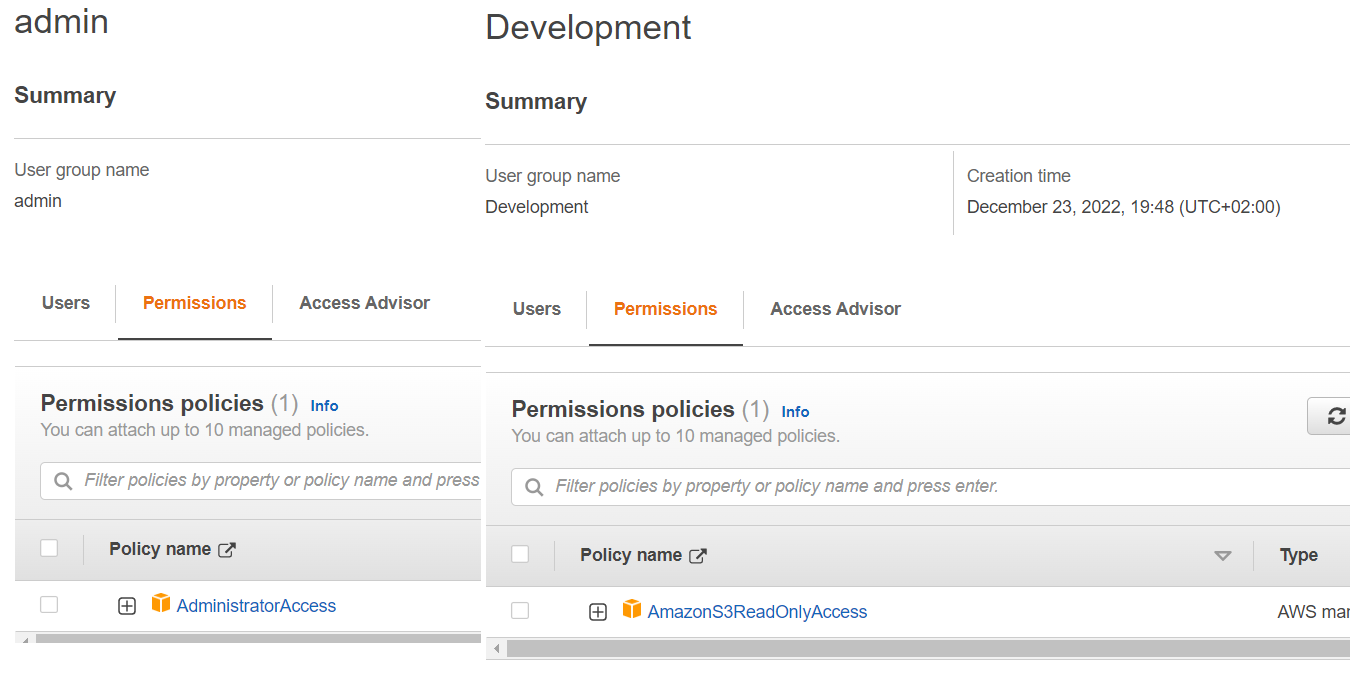 admin
Summary
User group name
admin
Users
Permissions
Access Advisor
Permissions policies (1) Info
You can attach up to 10 managed policies.
Filter policies by property or policy name and press
Policy name
AdministratorAccess
Development
Summary
User group name
Development
Creation time
December 23, 2022, 19:48 (UTC+02:00)
Users
Permissions
Access Advisor
Permissions policies (1) Info
You can attach up to 10 managed policies.
Filter policies by property or policy name and press enter.
Policy name
Type
AmazonS3ReadOnlyAccess
AWS mar